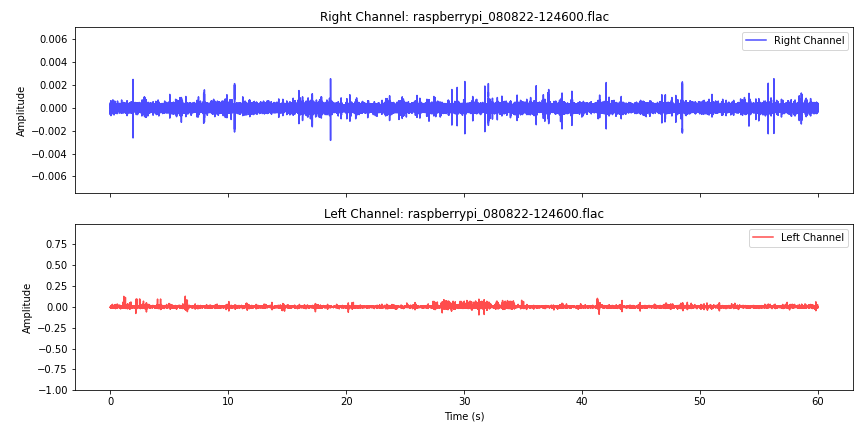 Right Channel: raspberrypi_080822-124600.flac
0.006
0.004
0.002
0.000
−0.002
−0.004
−0.006
Amplitude
Right Channel
Left Channel: raspberrypi_080822-124600.flac
0.75
0.50
0.25
0.00
−0.25
−0.50
−0.75
−1.00
Amplitude
Left Channel
0 10 20 30 40 50 60
Time (s)